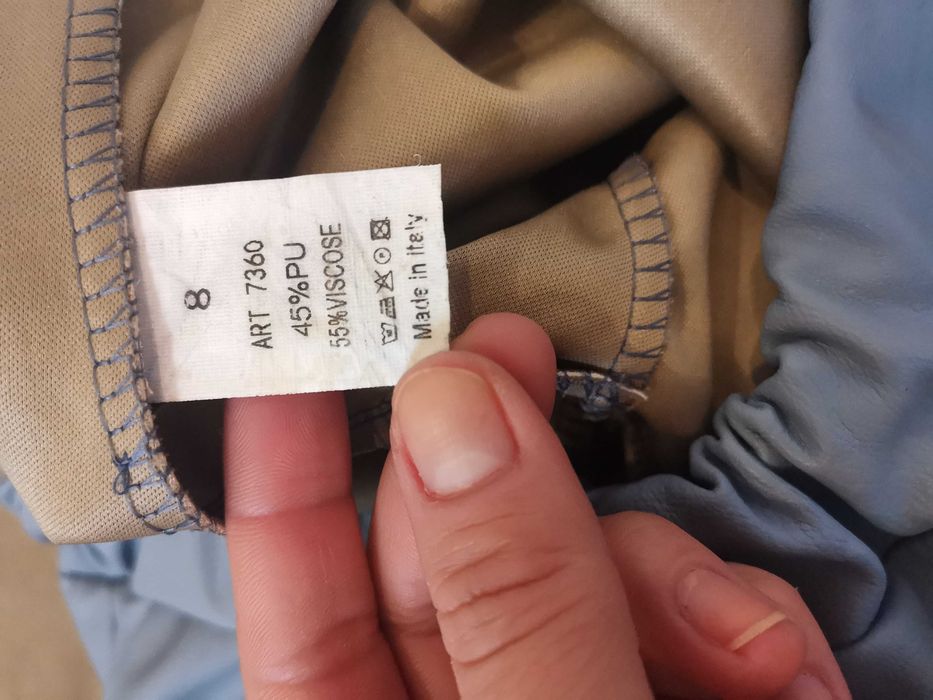 8
ART 7360
45%PU
55%VISCOSE
Made in italy